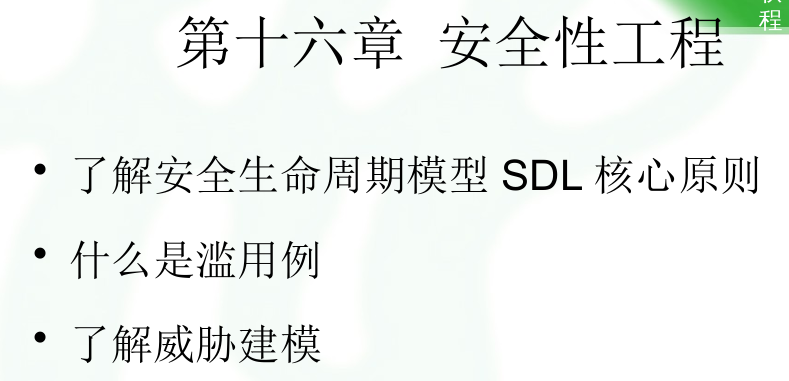 程
第十六章 安全性工程
• 了解安全生命周期模型 SDL 核心原则
• 什么是滥用例
• 了解威胁建模